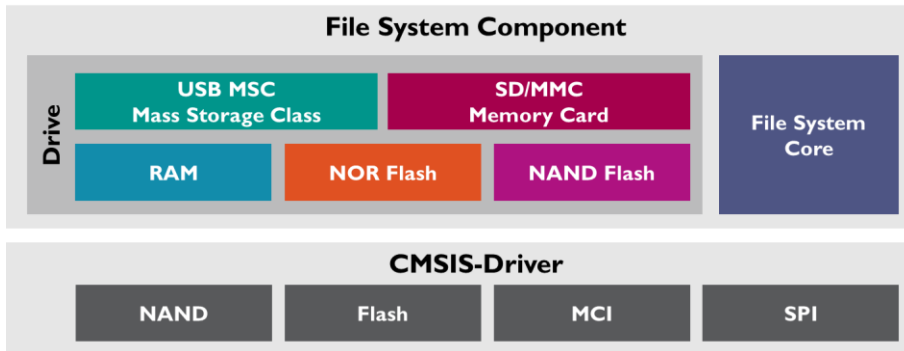 File System Component
Drive
USB MSC
Mass Storage Class
SD/MMC
Memory Card
RAM
NOR Flash
NAND Flash
File System
Core
CMSIS-Driver
NAND
Flash
MCI
SPI